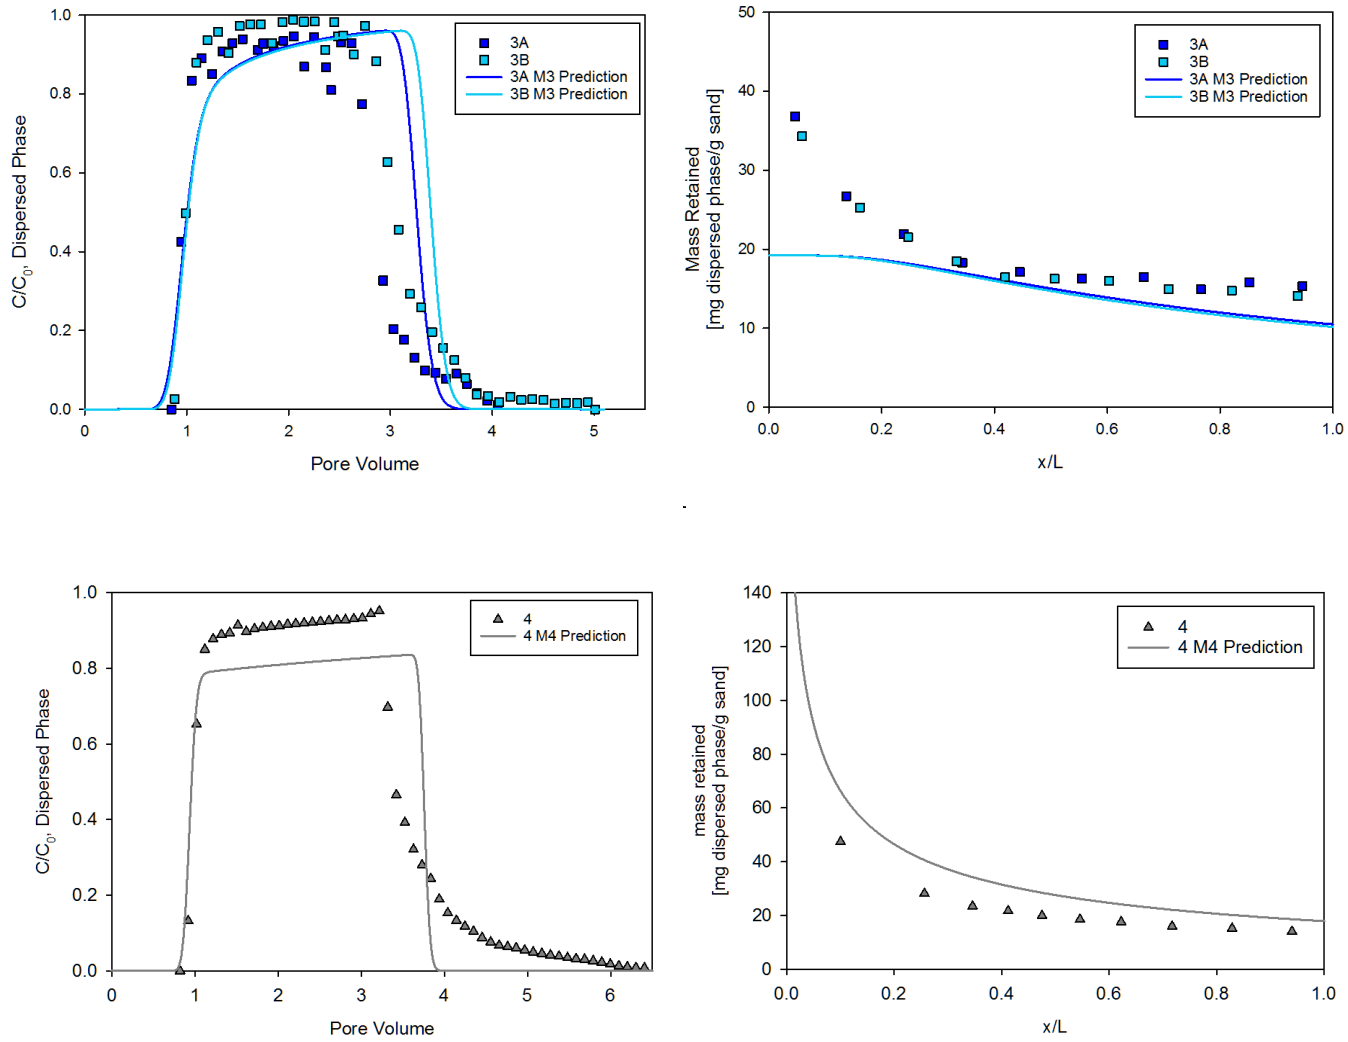 1.0
0.8
0.6
0.4
0.2
0.0
0
1
2
3
4
5
C/C0, Dispersed Phase
Pore Volume
3A
3B
3A M3 Prediction
3B M3 Prediction
50
40
30
20
10
0
0.0
0.2
0.4
0.6
0.8
1.0
Mass Retained
[mg dispersed phase/g sand]
x/L
3A
3B
3A M3 Prediction
3B M3 Prediction
1.0
0.8
0.6
0.4
0.2
0.0
0
1
2
3
4
5
6
C/C0, Dispersed Phase
Pore Volume
4
4 M4 Prediction
140
120
100
80
60
40
20
0
0.0
0.2
0.4
0.6
0.8
1.0
mass retained
[mg dispersed phase/g sand]
x/L
4
4 M4 Prediction